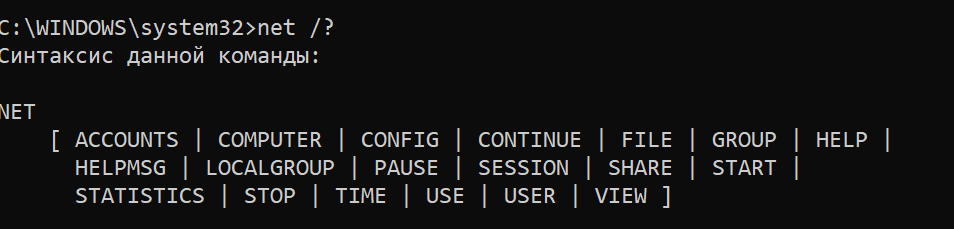 C:\WINDOWS\system32>net /?
Синтаксис данной команды:
NET
[ ACCOUNTS | COMPUTER | CONFIG | CONTINUE | FILE | GROUP | HELP |
HELPMSG | LOCALGROUP | PAUSE | SESSION | SHARE | START |
STATISTICS | STOP | TIME | USE | USER | VIEW ]